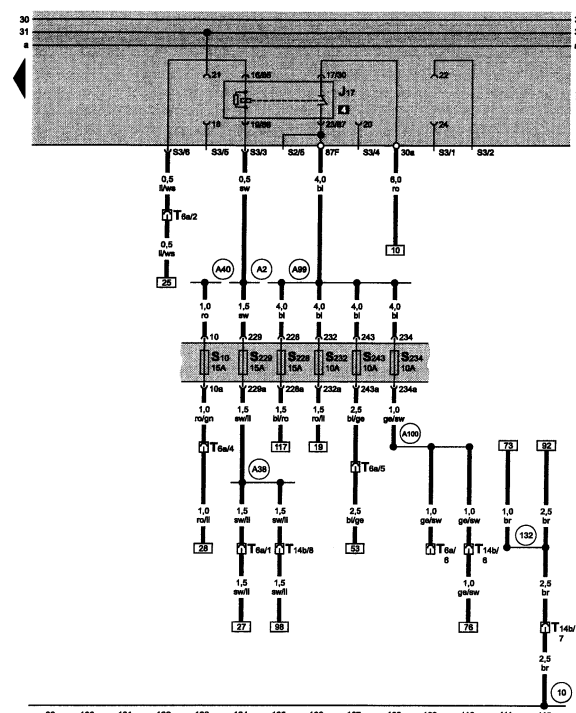 30
31
a
21 16/86 17/30 22
J17
4
18 19/85 23/87 20 24
S3/6 S3/5 S3/3 S2/5 87F S3/4 30a S3/1 S3/2
0,5 0,5 4,0 6,0
li/ws sw bl ro
T6a/2
10
0,5
li/ws
25
A40 A2 A99
1,0 1,5 4,0 4,0 4,0 4,0
ro sw bl bl bl bl
10 229 228 232 243 234
S10 S229 S228 S232 S243 S234
15A 15A 15A 10A 10A 10A
10a 229a 228a 232a 243a 234a
1,0 1,5 1,5 1,5 2,5 1,0
ro/gn sw/li bl/ro ro/li bl/ge ge/sw
A100
T6a/4 117 19 73 92
T6a/5
A38
1,0 1,5 1,5 2,5 1,0 1,0 1,0 2,5
ro/li sw/li sw/li bl/ge ge/sw ge/sw br br
132
28 T6a/1 T14b/8 53 T6a/6 T14b/6
1,5 1,5 1,0 2,5
sw/li sw/li ge/sw br
27 98 76 T14b/7
2,5
br
10